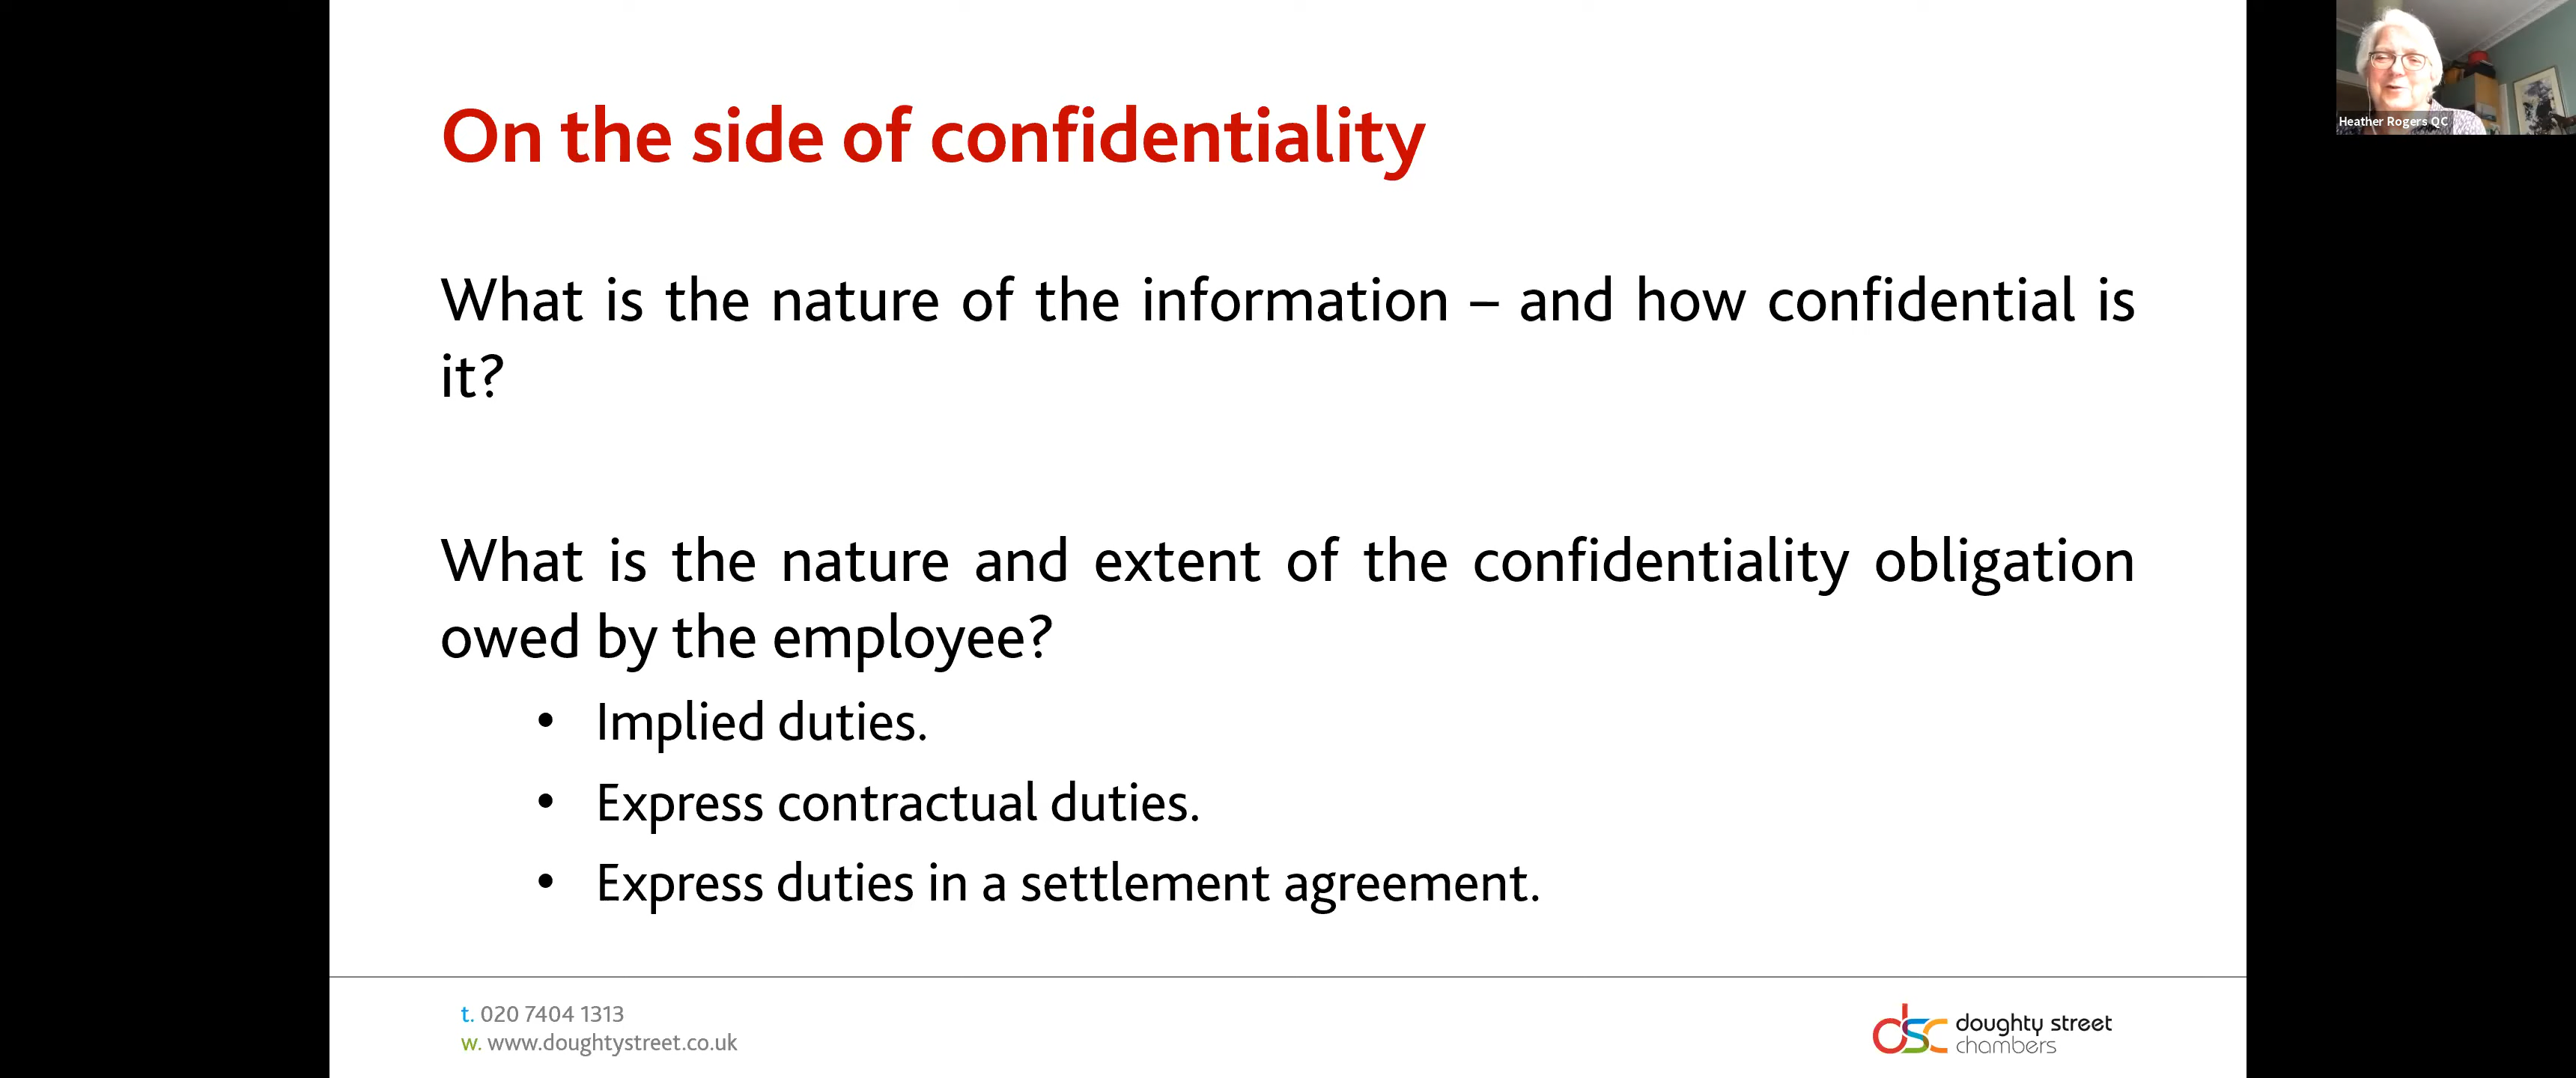 On the side of confidentiality
What is the nature of the information – and how confidential is
it?
What is the nature and extent of the confidentiality obligation
owed by the employee?
• Implied duties.
• Express contractual duties.
• Express duties in a settlement agreement.
t. 020 7404 1313
w. www.doughtystreet.co.uk
dsc doughty street
chambers
Heather Rogers QC